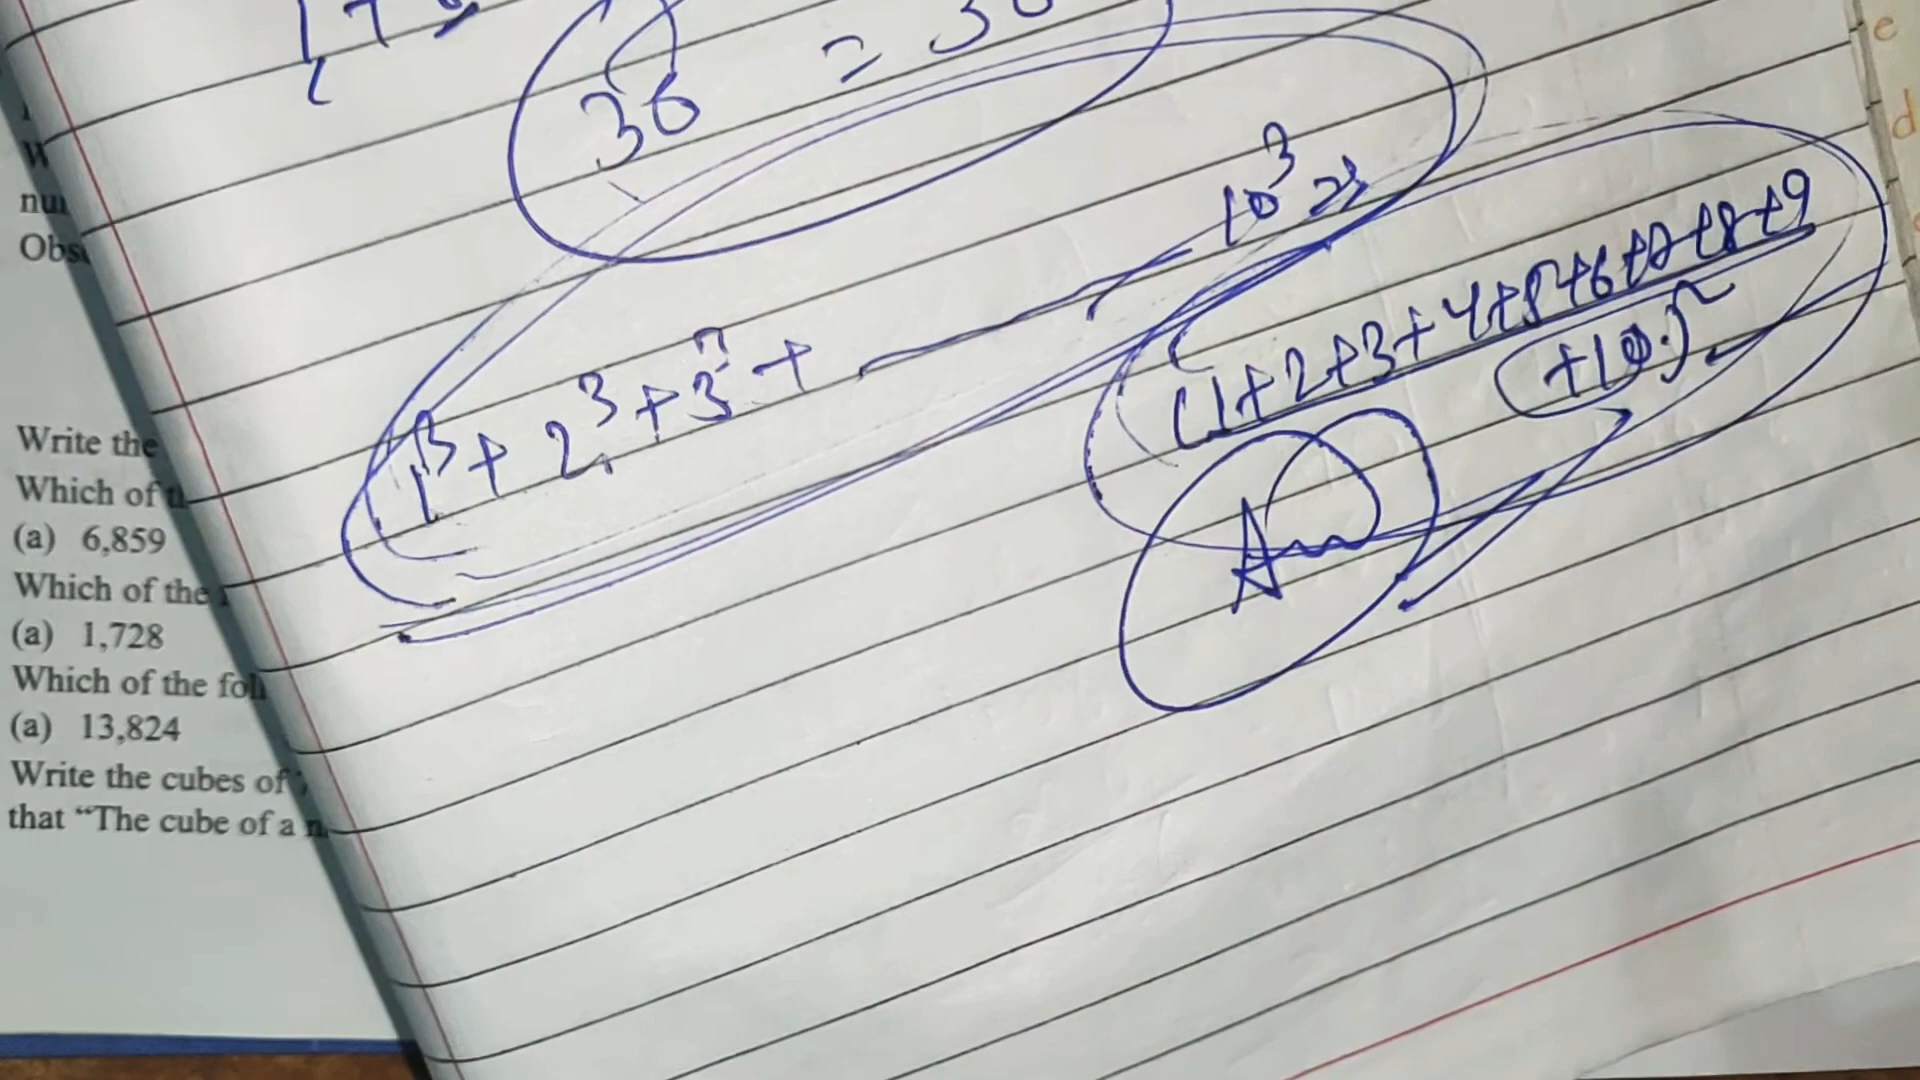 36 = 36
1³ + 2³ + 3³ + — 10³ =
(1+2+3+4+5+6+7+8+9
+10)²
Ans
Obs
Write the
Which of
(a) 6,859
Which of the
(a) 1,728
Which of the
(a) 13,824
Write the cubes of
that “The cube of a